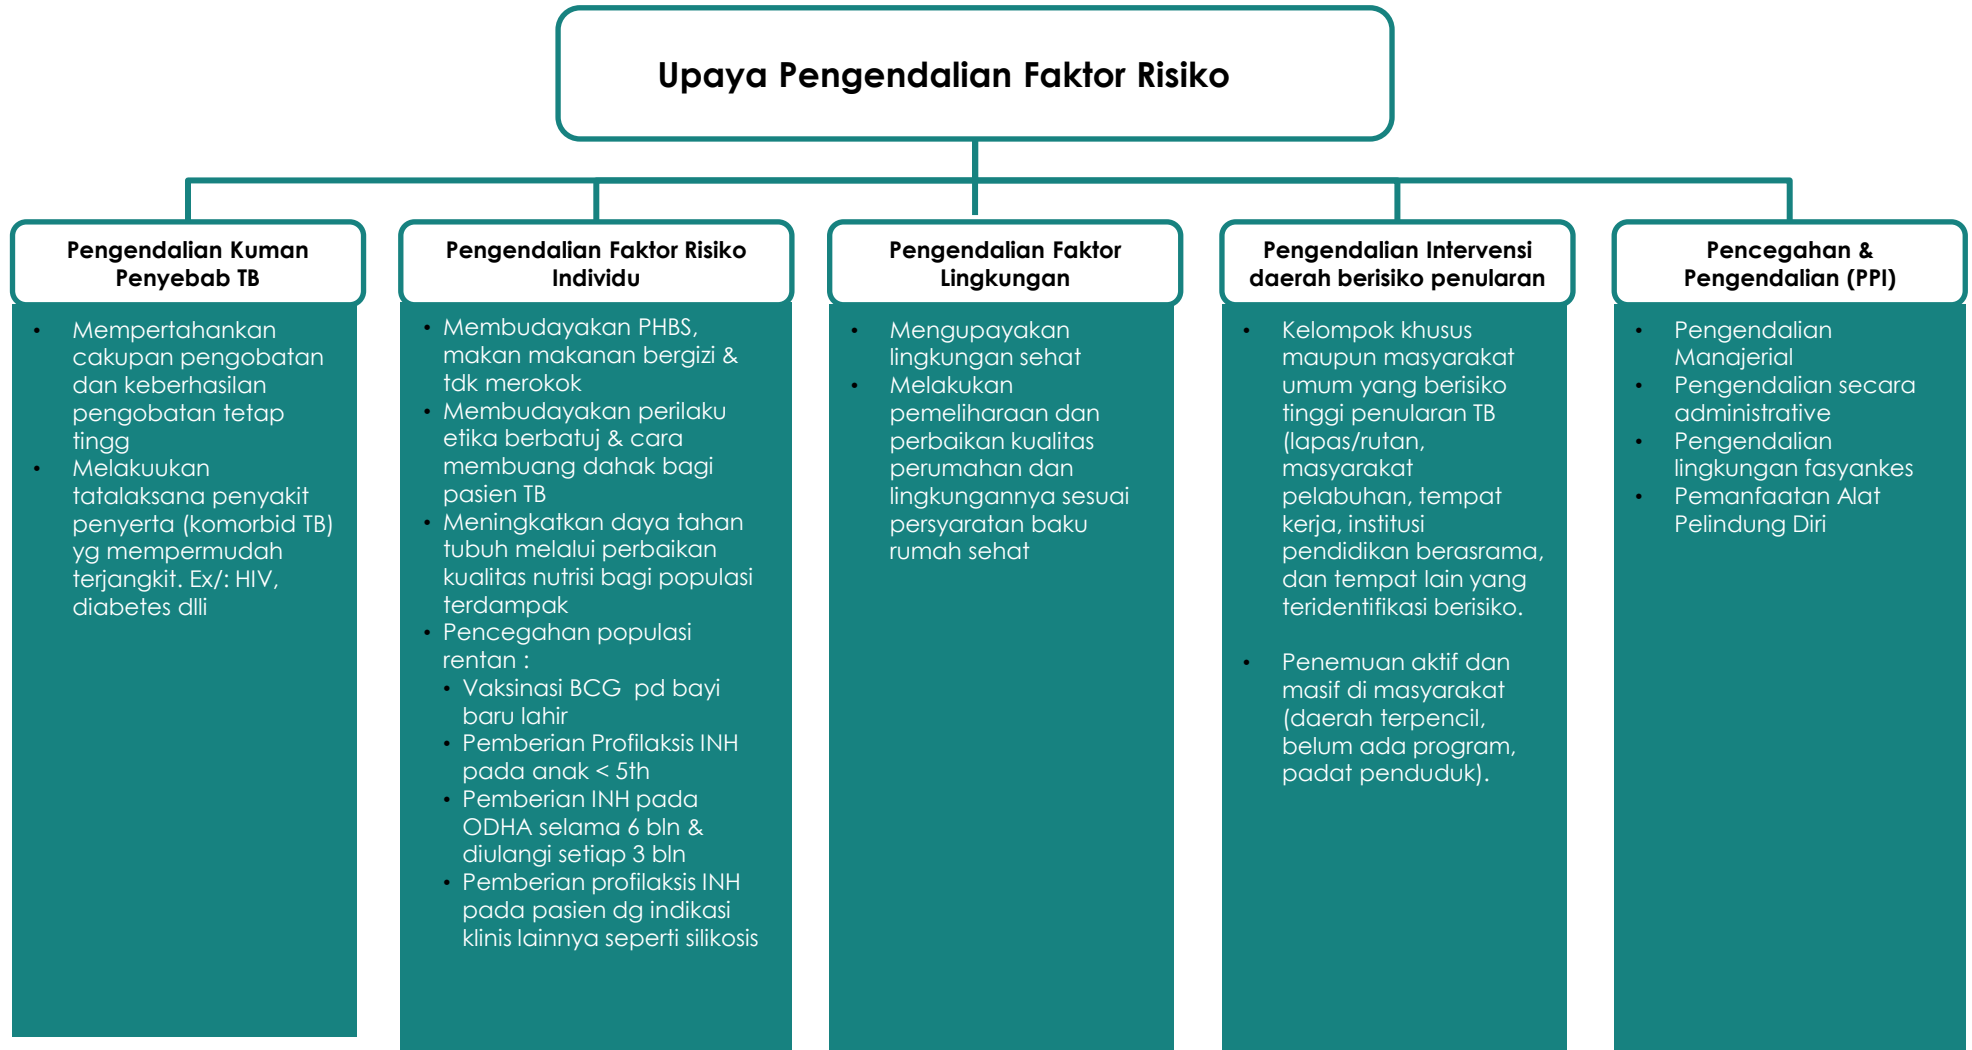 Upaya Pengendalian Faktor Risiko
Pengendalian Kuman
Penyebab TB
• Mempertahankan
cakupan pengobatan
dan keberhasilan
pengobatan tetap
tingg
• Melakuukan
tatalaksana penyakit
penyerta (komorbid TB)
yg mempermudah
terjangkit. Ex/: HIV,
diabetes dlli
Pengendalian Faktor Risiko
Individu
• Membudayakan PHBS,
makan makanan bergizi &
tdk merokok
• Membudayakan perilaku
etika berbatuj & cara
membuang dahak bagi
pasien TB
• Meningkatkan daya tahan
tubuh melalui perbaikan
kualitas nutrisi bagi populasi
terdampak
• Pencegahan populasi
rentan :
• Vaksinasi BCG  pd bayi
baru lahir
• Pemberian Profilaksis INH
pada anak < 5th
• Pemberian INH pada
ODHA selama 6 bln &
diulangi setiap 3 bln
• Pemberian profilaksis INH
pada pasien dg indikasi
klinis lainnya seperti silikosis
Pengendalian Faktor
Lingkungan
• Mengupayakan
lingkungan sehat
• Melakukan
pemeliharaan dan
perbaikan kualitas
perumahan dan
lingkungannya sesuai
persyaratan baku
rumah sehat
Pengendalian Intervensi
daerah berisiko penularan
• Kelompok khusus
maupun masyarakat
umum yang berisiko
tinggi penularan TB
(lapas/rutan,
masyarakat
pelabuhan, tempat
kerja, institusi
pendidikan berasrama,
dan tempat lain yang
teridentifikasi berisiko.
• Penemuan aktif dan
masif di masyarakat
(daerah terpencil,
belum ada program,
padat penduduk).
Pencegahan &
Pengendalian (PPI)
• Pengendalian
Manajerial
• Pengendalian secara
administrative
• Pengendalian
lingkungan fasyankes
• Pemanfaatan Alat
Pelindung Diri